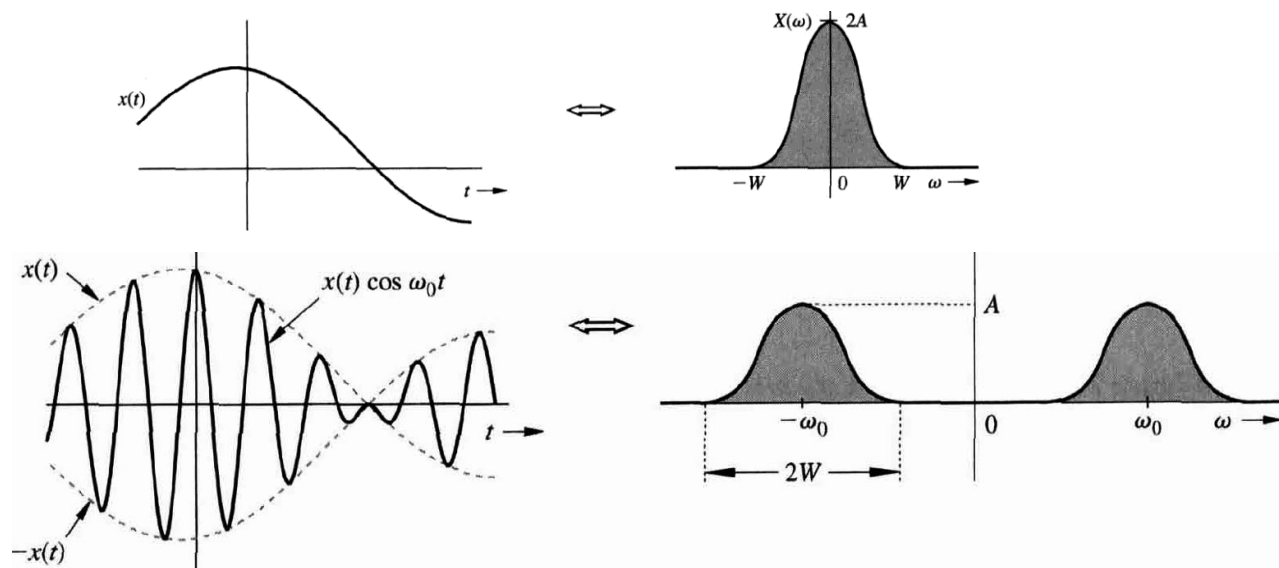 x(t)
t →
⇔
X(ω) 2A
−W 0 W ω →
x(t)
x(t) cos ω₀t
t →
−x(t)
⇔
A
−ω₀ 0 ω₀ ω →
2W